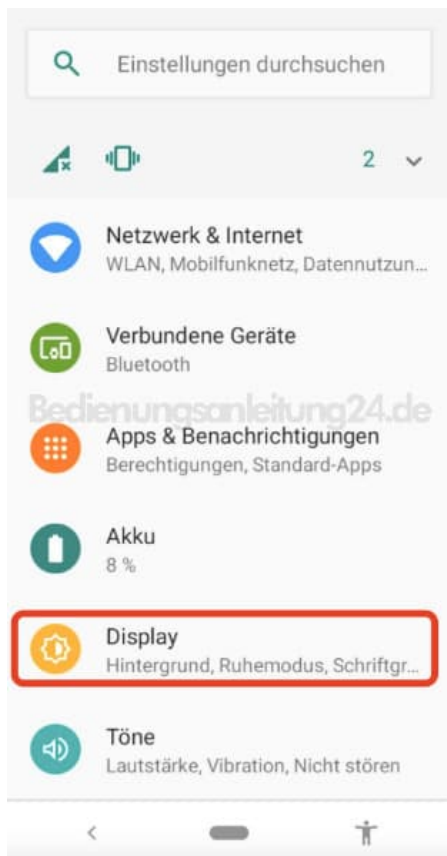 Einstellungen durchsuchen
2
Netzwerk & Internet
WLAN, Mobilfunknetz, Datennutzun...
Verbundene Geräte
Bluetooth
Bedienungsanleitung24.de
Apps & Benachrichtigungen
Berechtigungen, Standard-Apps
Akku
8 %
Display
Hintergrund, Ruhemodus, Schriftgr...
Töne
Lautstärke, Vibration, Nicht stören